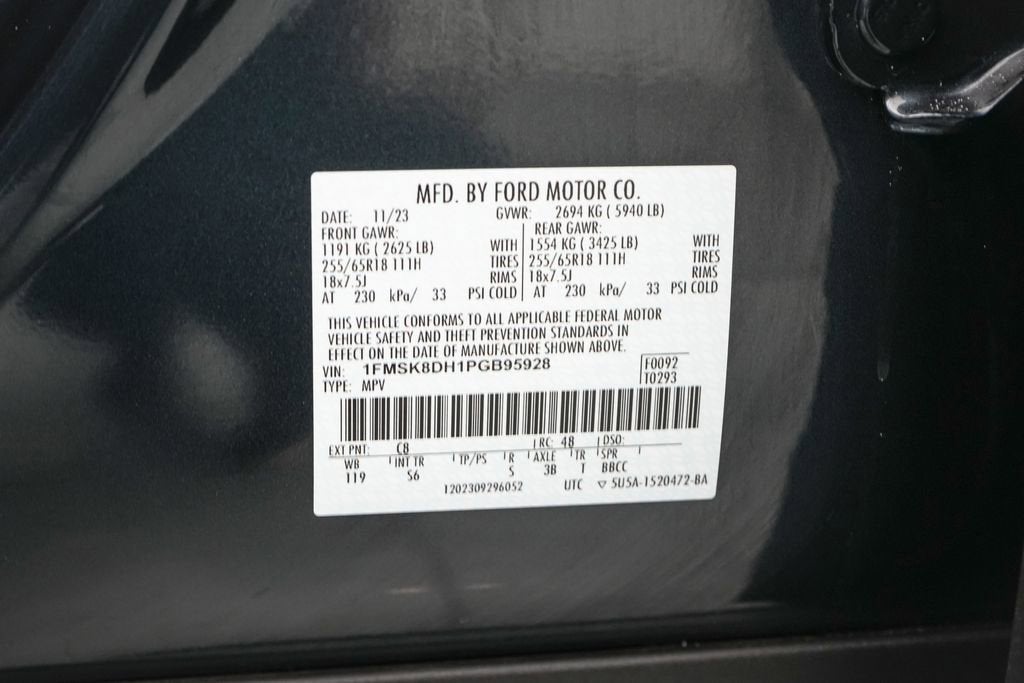 MFD. BY FORD MOTOR CO.
DATE: 11/23 GVWR: 2694 KG ( 5940 LB)
FRONT GAWR: REAR GAWR:
1191 KG ( 2625 LB) WITH 1554 KG ( 3425 LB) WITH
255/65R18 111H TIRES 255/65R18 111H TIRES
18x7.5J RIMS 18x7.5J RIMS
AT 230 kPa/ 33 PSI COLD AT 230 kPa/ 33 PSI COLD
THIS VEHICLE CONFORMS TO ALL APPLICABLE FEDERAL MOTOR
VEHICLE SAFETY AND THEFT PREVENTION STANDARDS IN
EFFECT ON THE DATE OF MANUFACTURE SHOWN ABOVE.
VIN: 1FMSK8DH1PGB95928 F0092
TYPE: MPV T0293
EXT PNT: C8 RC: 48 DSO:
WB INT TR TP/PS R AXLE TR SPR
119 S6 S 3B T BBCC
1202309296052 UTC ▽ 5U5A-1520472-BA